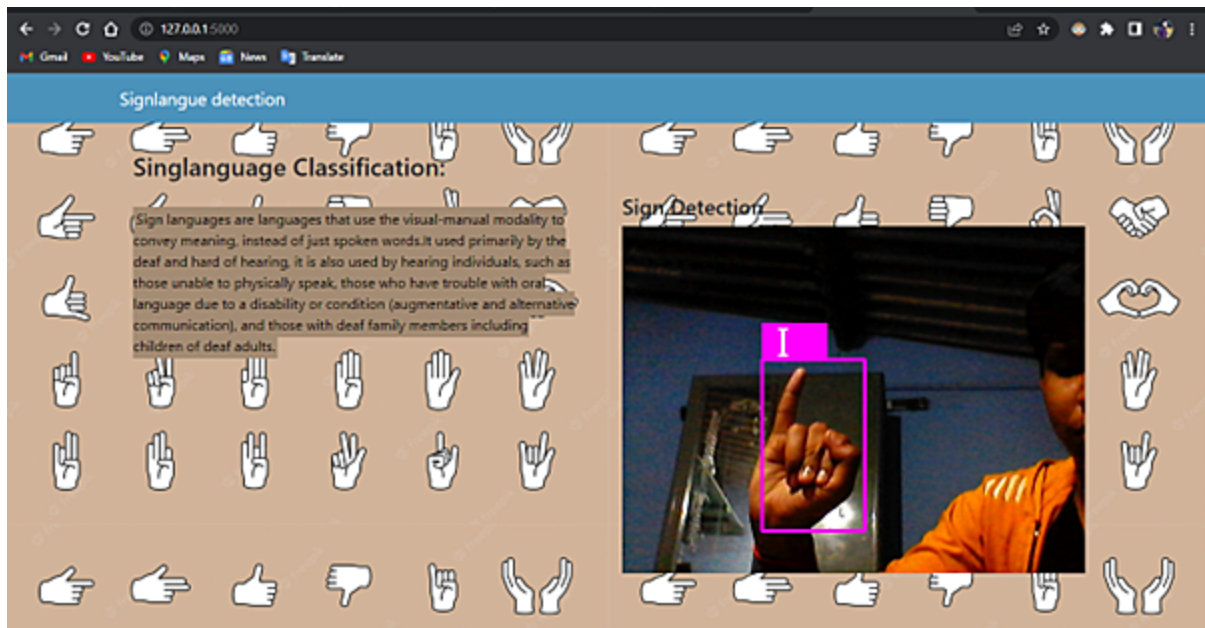 127.0.0.1:5000
Gmail YouTube Maps News Translate
Signlangue detection
Singlanguage Classification:
Sign languages are languages that use the visual-manual modality to
convey meaning, instead of just spoken words.It used primarily by the
deaf and hard of hearing, it is also used by hearing individuals, such as
those unable to physically speak, those who have trouble with oral
language due to a disability or condition (augmentative and alternative
communication), and those with deaf family members including
children of deaf adults.
Sign Detection
I